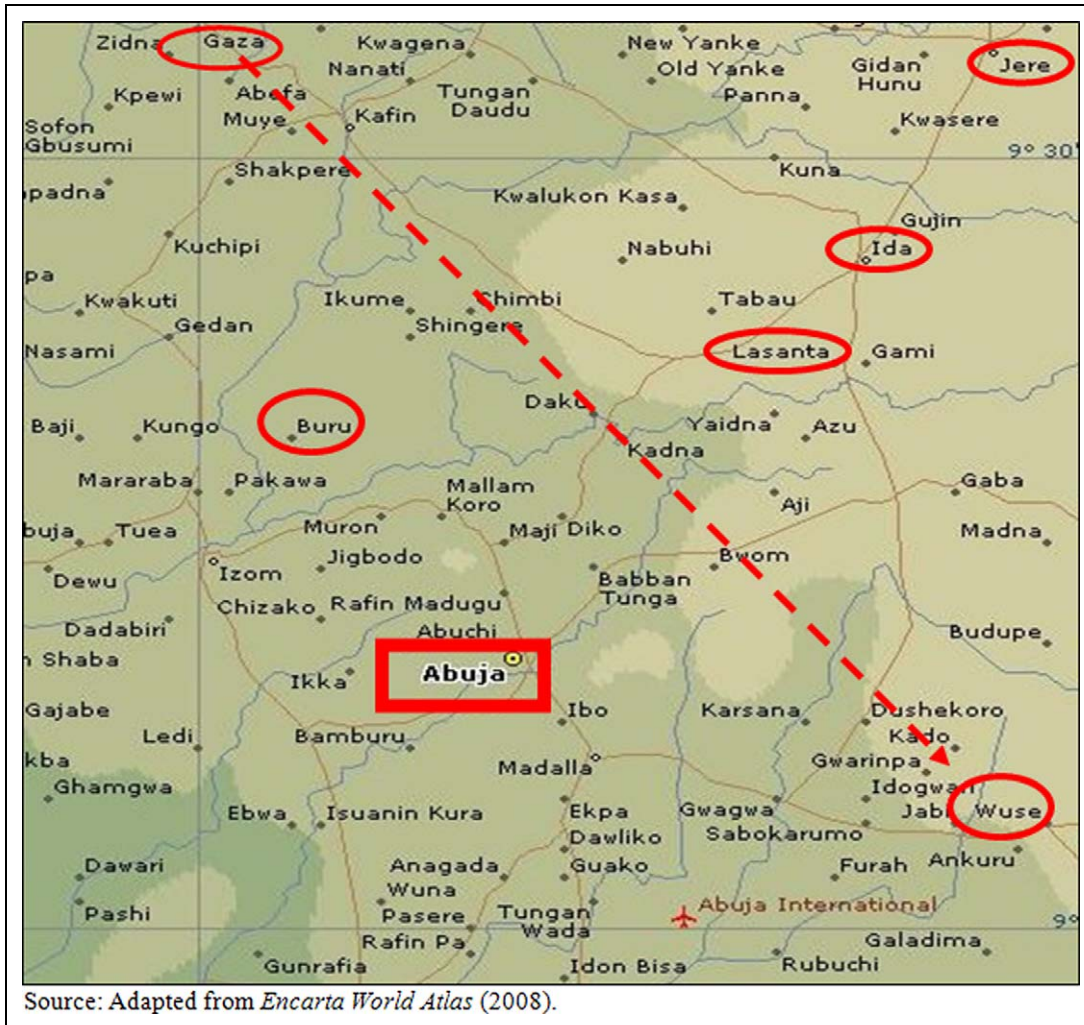 Zidna
Gaza
Kwagena
New Yanke
Gidan
Hunu
Jere
Nanati
Old Yanke
Kpewi
Abefa
Tungan
Daudu
Panna
Sofon
Gbusumi
Muye
Kafin
Kwasere
9° 30'
Shakpere
Kuna
apadna
Kwalukon Kasa
Gujin
Kuchipi
Nabuhi
Ida
pa
Kwakuti
Ikume
Chimbi
Tabau
Gedan
Shingere
Nasami
Lasanta
Gami
Daku
Baji
Kungo
Buru
Yaidna
Azu
Kadna
Mararaba
Pakawa
Mallam
Koro
Aji
Gaba
buja
Tuea
Muron
Maji
Diko
Madna
Dewu
Izom
Jigbodo
Bwom
Babban
Tunga
Chizako
Rafin Madugu
Dadabiri
Abuchi
Budupe
n Shaba
Ikka
Abuja
Gajabe
Ibo
Karsana
Dushekoro
Ledi
Bamburu
Kado
kba
Madalla
Gwarinpa
Ghamgwa
Idogwari
Ebwa
Isuanin Kura
Ekpa
Gwagwa
Jabi
Wuse
Dawliko
Sabokarumo
Dawari
Anagada
Guako
Furah
Ankuru
Wuna
Pashi
Pasere
Tungan
Wada
Abuja International
9°
Rafin Pa
Galadima
Gunrafia
Idon Bisa
Rubuchi
Source: Adapted from Encarta World Atlas (2008).